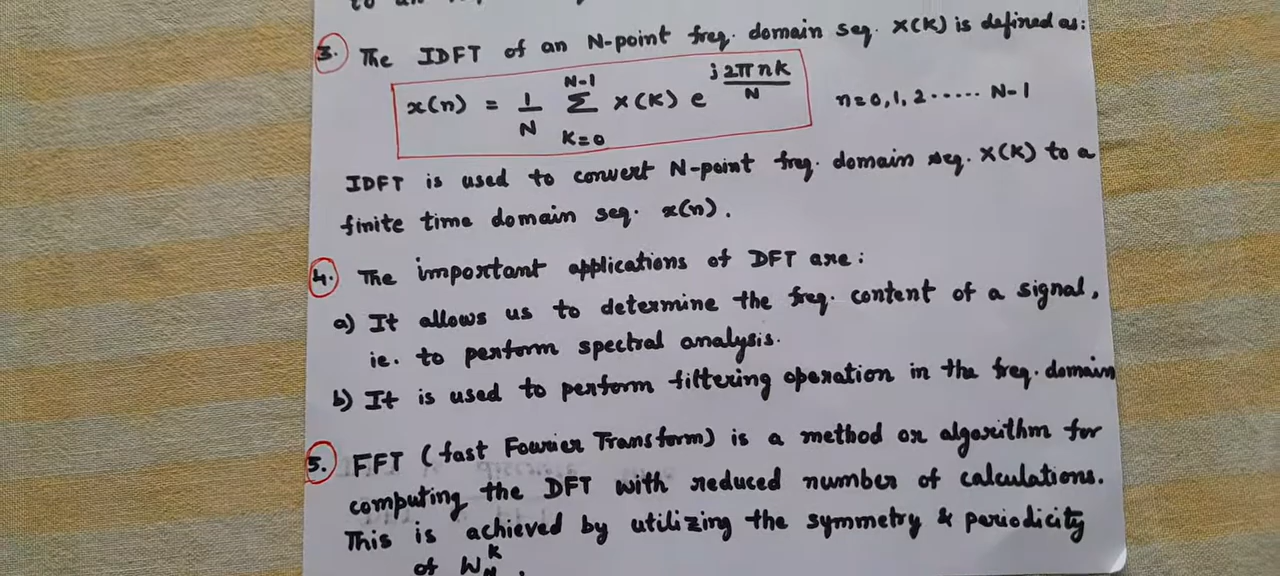 3. The IDFT of an N-point freq. domain seq. X(K) is defined as:
x(n) = 1/N N-1 Σ K=0 X(K) e^(j2πnk/N) n=0,1,2..... N-1
IDFT is used to convert N-point freq. domain seq. X(K) to a
finite time domain seq. x(n).
4. The important applications of DFT are:
a) It allows us to determine the freq. content of a signal,
ie. to perform spectral analysis.
b) It is used to perform filtering operation in the freq. domain
5. FFT (fast Fourier Transform) is a method or algorithm for
computing the DFT with reduced number of calculations.
This is achieved by utilizing the symmetry & periodicity
of W_N^K.